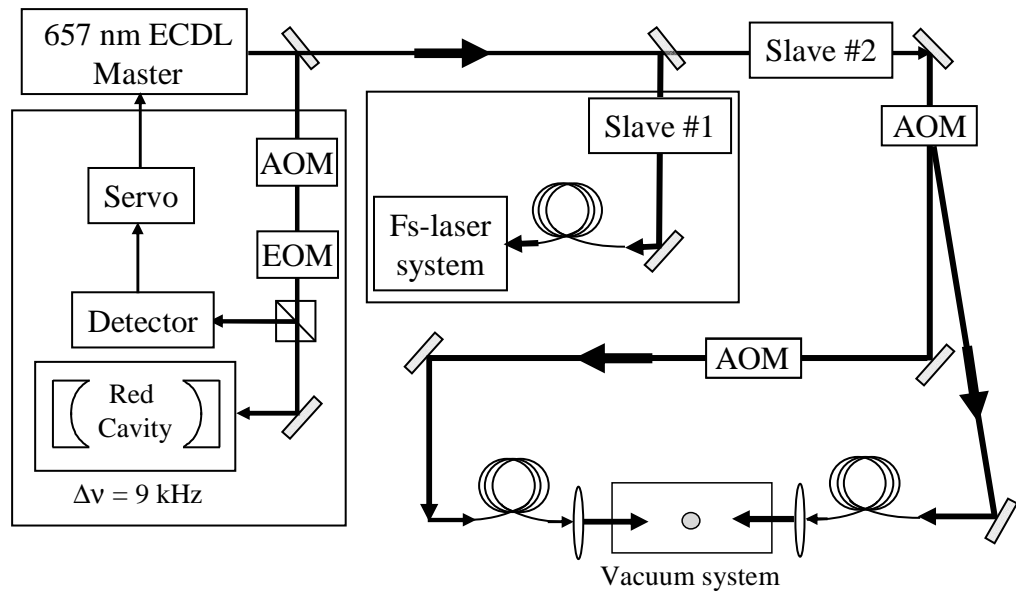 657 nm ECDL
Master
Slave #2
AOM
Slave #1
AOM
Servo
Fs-laser
system
EOM
Detector
AOM
Red
Cavity
Δν = 9 kHz
Vacuum system